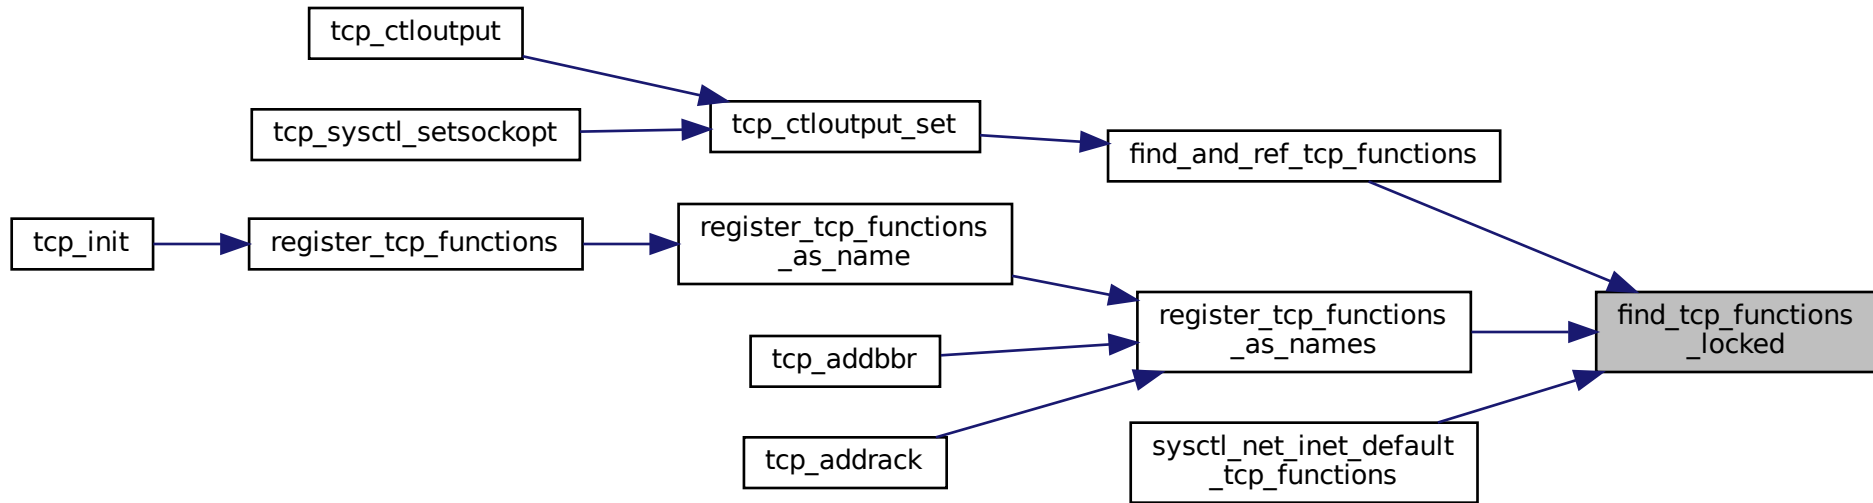 tcp_ctloutput
tcp_sysctl_setsockopt
tcp_ctloutput_set
find_and_ref_tcp_functions
tcp_init
register_tcp_functions
register_tcp_functions
_as_name
register_tcp_functions
_as_names
find_tcp_functions
_locked
tcp_addbbr
tcp_addrack
sysctl_net_inet_default
_tcp_functions